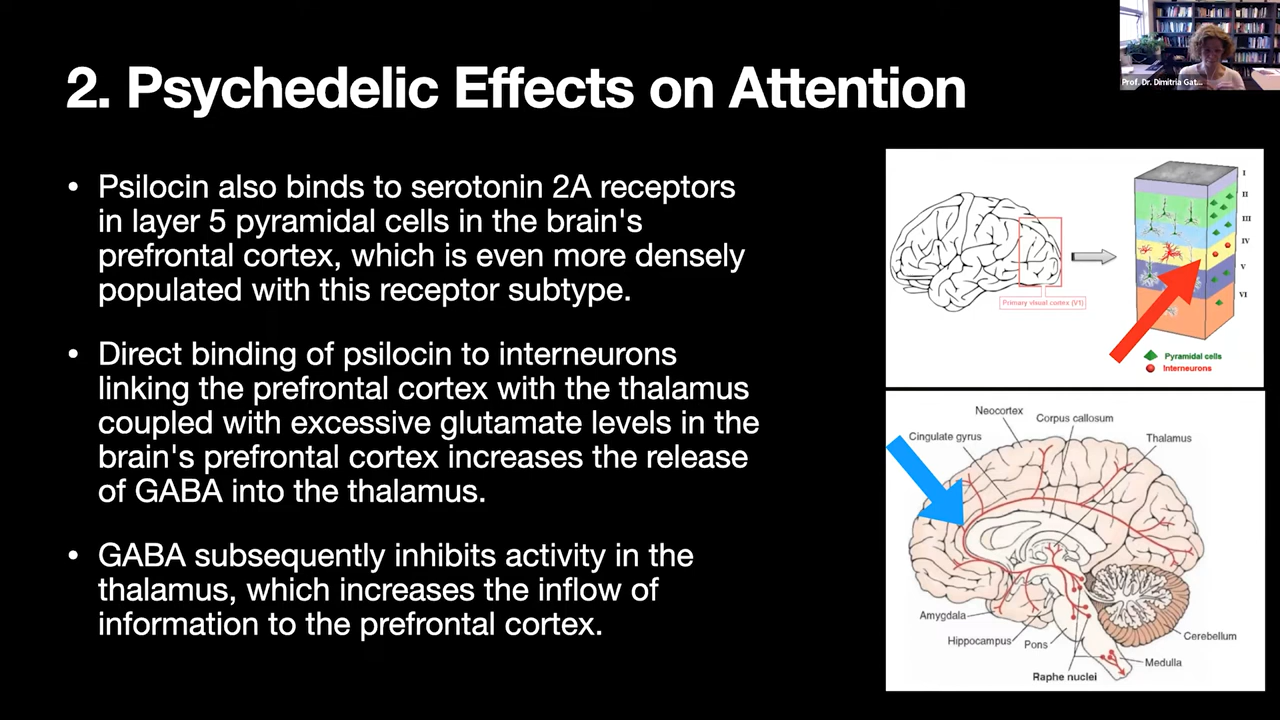 2. Psychedelic Effects on Attention
Prof. Dr. Dimitria Gat...
• Psilocin also binds to serotonin 2A receptors
in layer 5 pyramidal cells in the brain's
prefrontal cortex, which is even more densely
populated with this receptor subtype.
• Direct binding of psilocin to interneurons
linking the prefrontal cortex with the thalamus
coupled with excessive glutamate levels in the
brain's prefrontal cortex increases the release
of GABA into the thalamus.
• GABA subsequently inhibits activity in the
thalamus, which increases the inflow of
information to the prefrontal cortex.
I
II
III
IV
V
VI
Primary visual cortex (V1)
Pyramidal cells
Interneurons
Neocortex
Corpus callosum
Cingulate gyrus
Thalamus
Amygdala
Hippocampus
Pons
Cerebellum
Medulla
Raphe nuclei